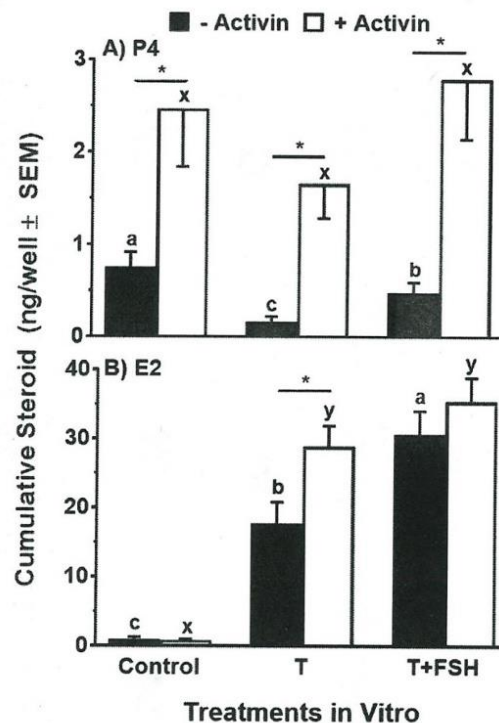 - Activin + Activin
A) P4
* * *
x x x
a c b
3
2
1
0
B) E2
*
y y
b a
c x
40
30
20
10
0
Cumulative Steroid (ng/well ± SEM)
Control T T+FSH
Treatments in Vitro